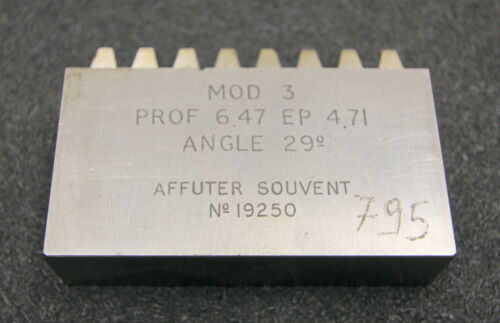 MOD 3
PROF 6.47 EP 4.71
ANGLE 29º
AFFUTER SOUVENT
Nº 19250
795